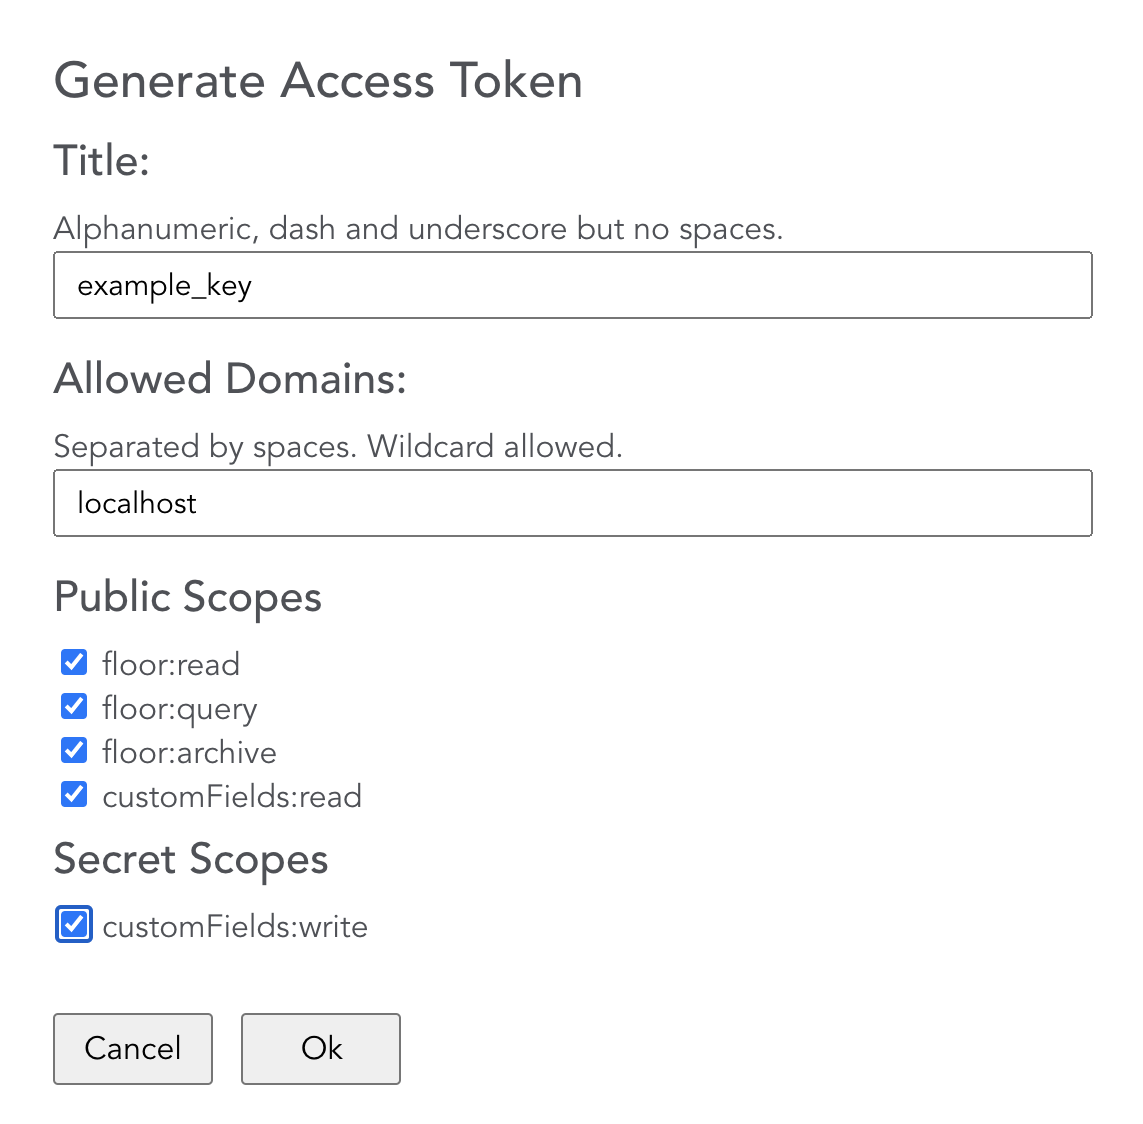 Generate Access Token
Title:
Alphanumeric, dash and underscore but no spaces.
example_key
Allowed Domains:
Separated by spaces. Wildcard allowed.
localhost
Public Scopes
floor:read
floor:query
floor:archive
customFields:read
Secret Scopes
customFields:write
Cancel Ok